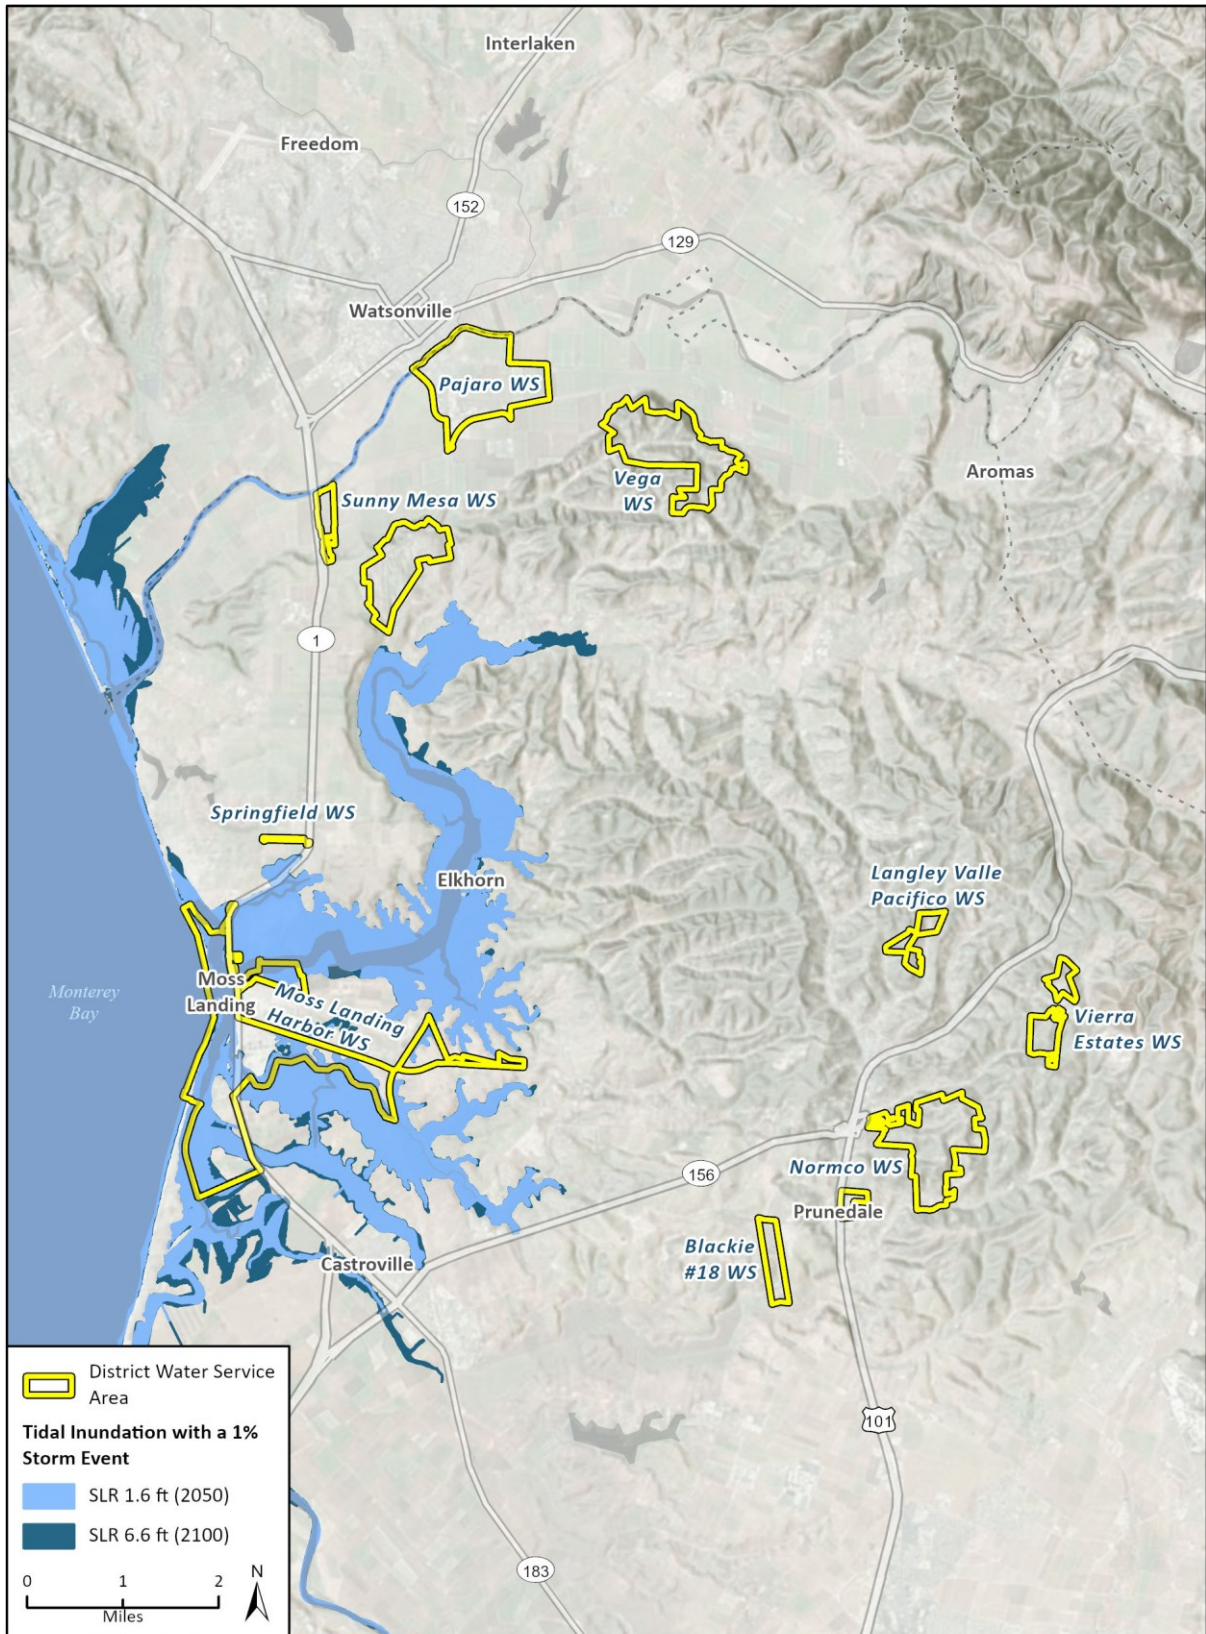 Interlaken
Freedom
152
129
Watsonville
Pajaro WS
Aromas
Vega
WS
Sunny Mesa WS
1
Springfield WS
Elkhorn
Langley Valle
Pacifico WS
Monterey
Bay
Moss
Landing
Moss Landing
Harbor WS
Vierra
Estates WS
Normco WS
156
Prunedale
Blackie
#18 WS
Castroville
101
183
District Water Service
Area
Tidal Inundation with a 1%
Storm Event
SLR 1.6 ft (2050)
SLR 6.6 ft (2100)
N
0 1 2
Miles